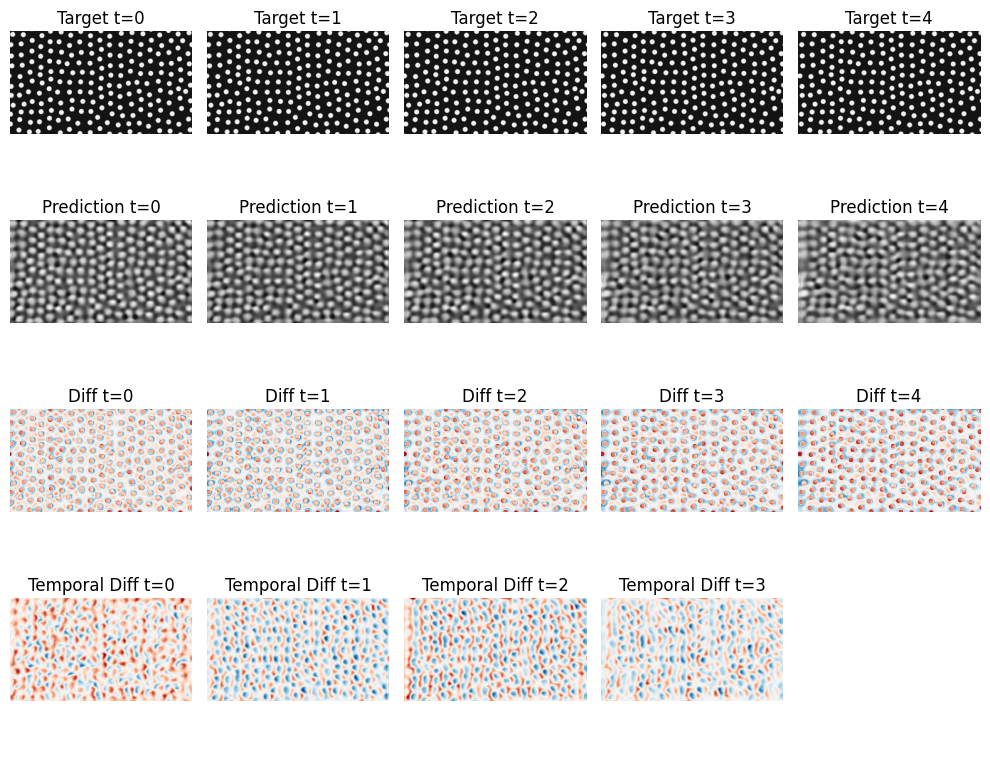 Target t=0
Target t=1
Target t=2
Target t=3
Target t=4
Prediction t=0
Prediction t=1
Prediction t=2
Prediction t=3
Prediction t=4
Diff t=0
Diff t=1
Diff t=2
Diff t=3
Diff t=4
Temporal Diff t=0
Temporal Diff t=1
Temporal Diff t=2
Temporal Diff t=3